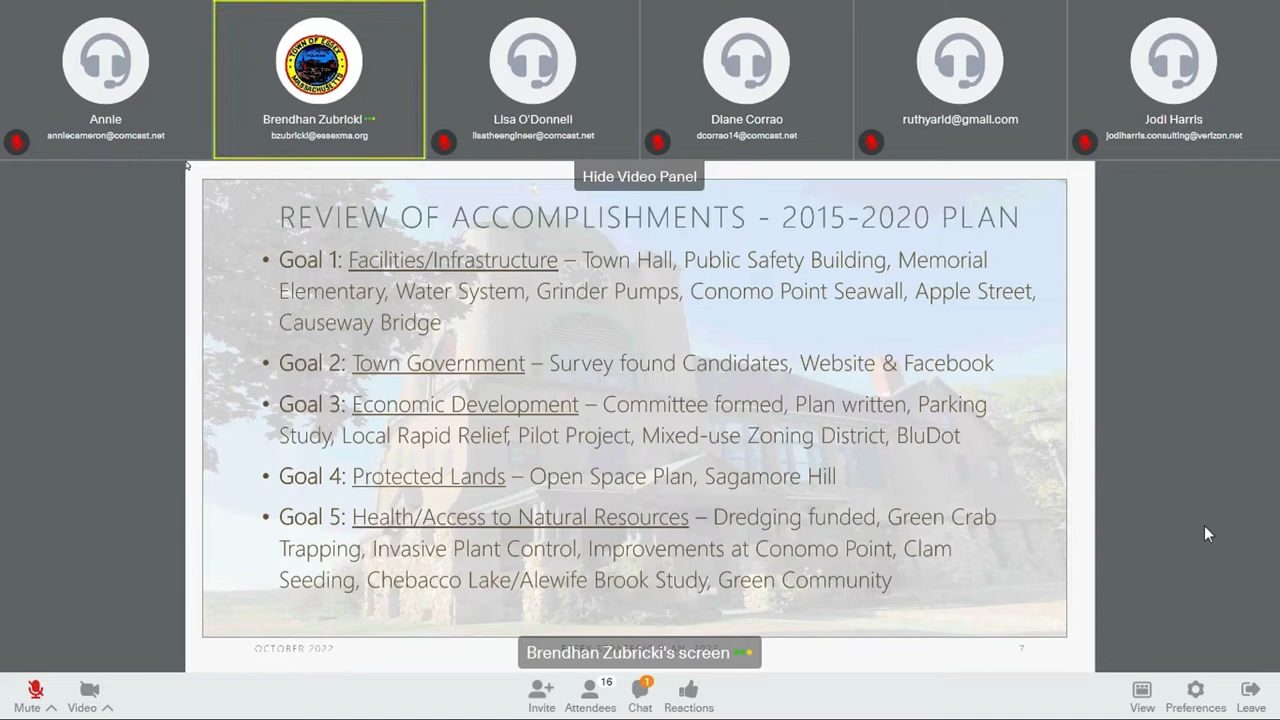 Annie
anniecameron@comcast.net
TOWN OF ESSEX
MASSACHUSETTS
Brendhan Zubricki
bzubricki@essexma.org
Lisa O'Donnell
lisatheengineer@comcast.net
Diane Corrao
dcorrao14@comcast.net
ruthyarid@gmail.com
Jodi Harris
jodiharris.consulting@verizon.net
Hide Video Panel
REVIEW OF ACCOMPLISHMENTS - 2015-2020 PLAN
• Goal 1: Facilities/Infrastructure – Town Hall, Public Safety Building, Memorial
Elementary, Water System, Grinder Pumps, Conomo Point Seawall, Apple Street,
Causeway Bridge
• Goal 2: Town Government – Survey found Candidates, Website & Facebook
• Goal 3: Economic Development – Committee formed, Plan written, Parking
Study, Local Rapid Relief, Pilot Project, Mixed-use Zoning District, BluDot
• Goal 4: Protected Lands – Open Space Plan, Sagamore Hill
• Goal 5: Health/Access to Natural Resources – Dredging funded, Green Crab
Trapping, Invasive Plant Control, Improvements at Conomo Point, Clam
Seeding, Chebacco Lake/Alewife Brook Study, Green Community
OCTOBER 2022
7
Brendhan Zubricki's screen
Mute
Video
Invite
16
Attendees
1
Chat
Reactions
View
Preferences
Leave